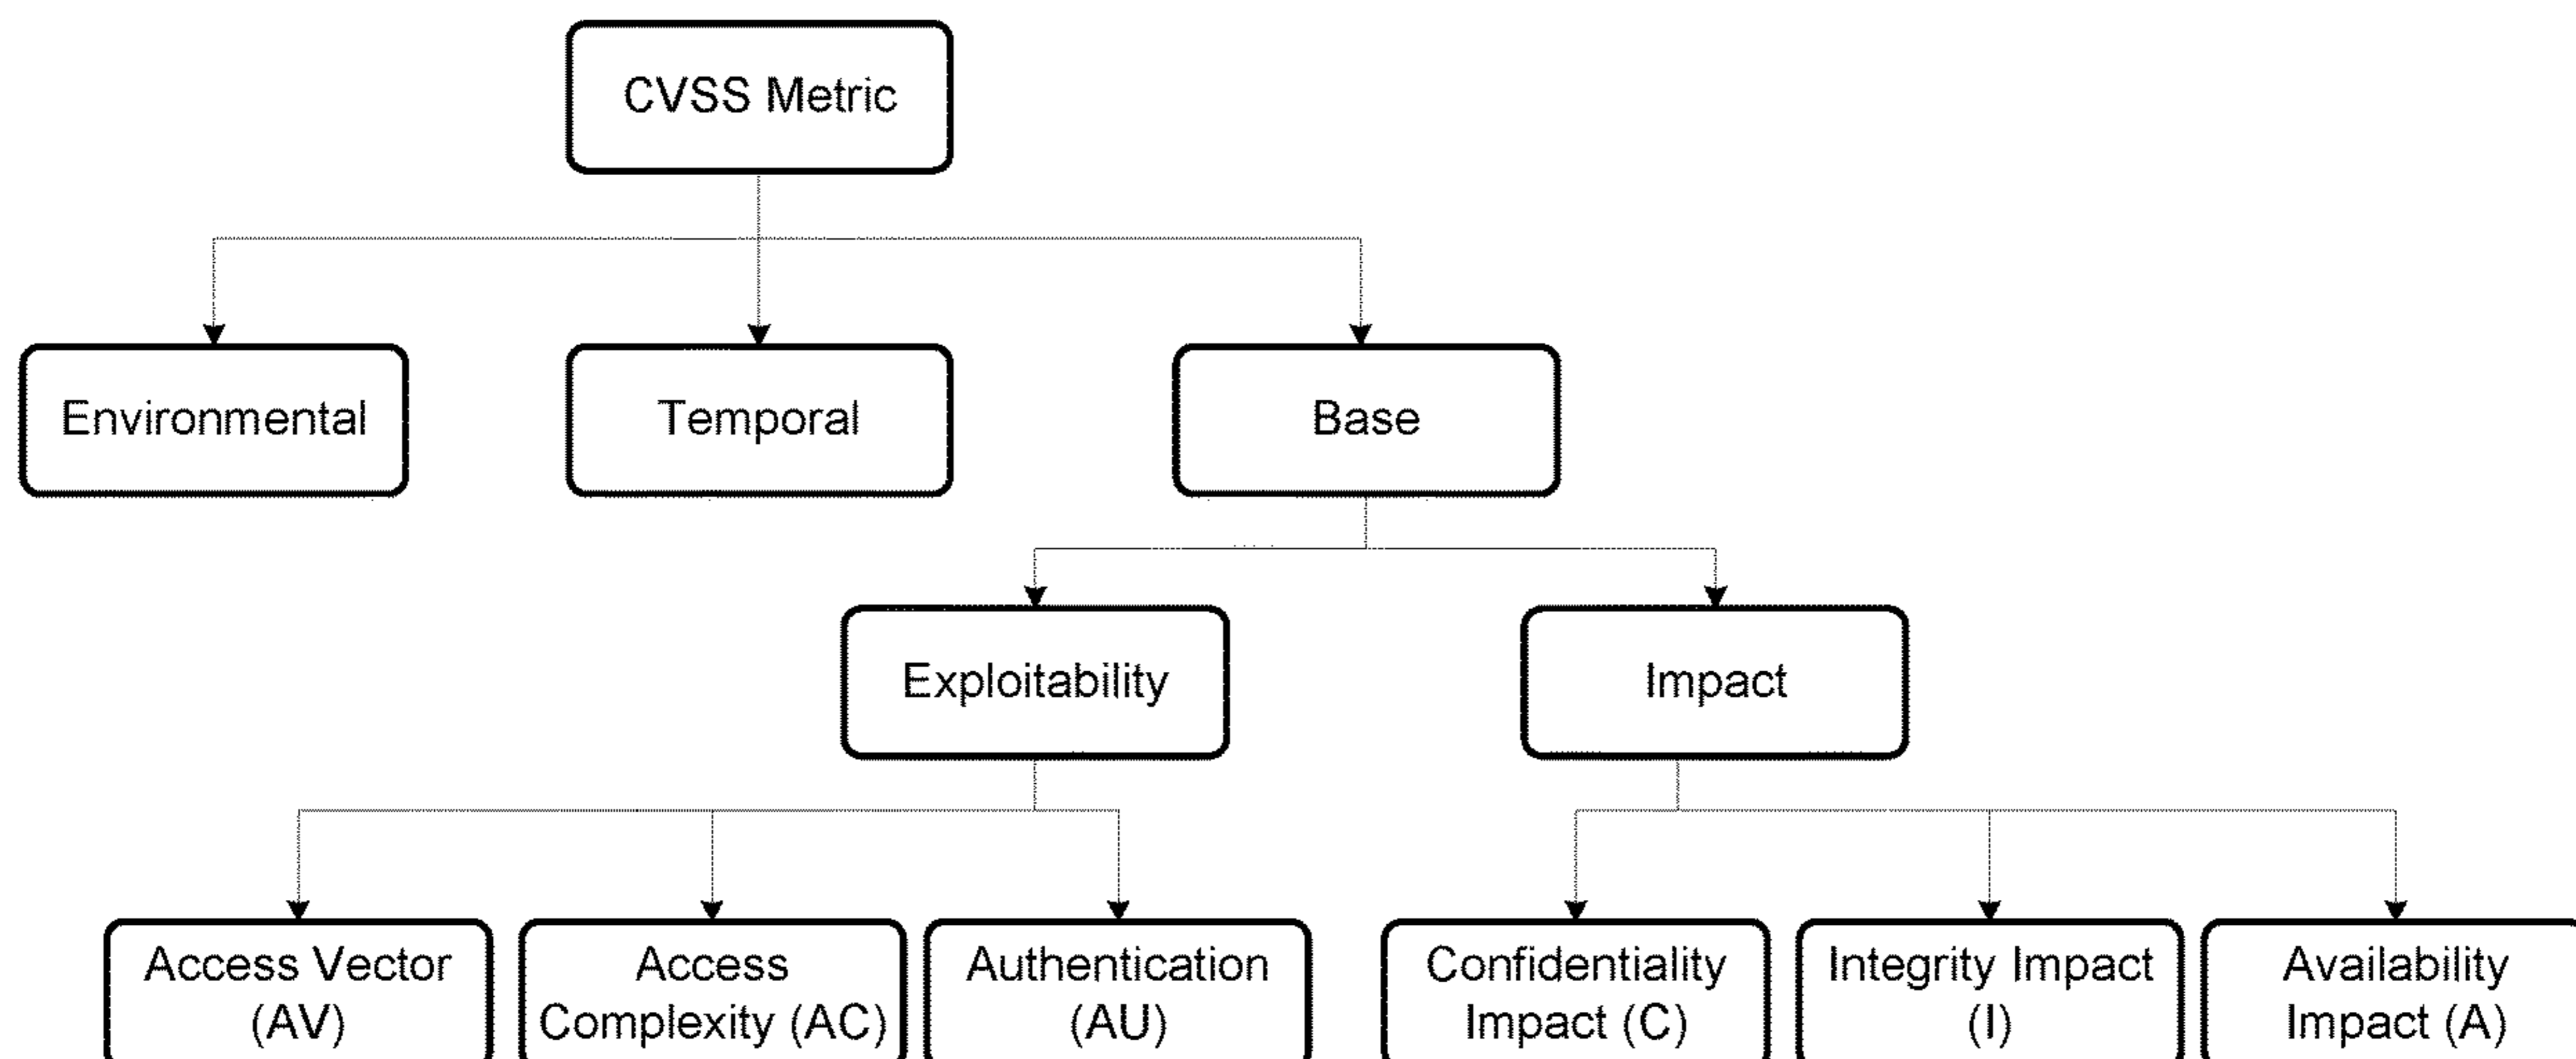 CVSS Metric
Environmental
Temporal
Base
Exploitability
Impact
Access Vector
(AV)
Access
Complexity (AC)
Authentication
(AU)
Confidentiality
Impact (C)
Integrity Impact
(I)
Availability
Impact (A)